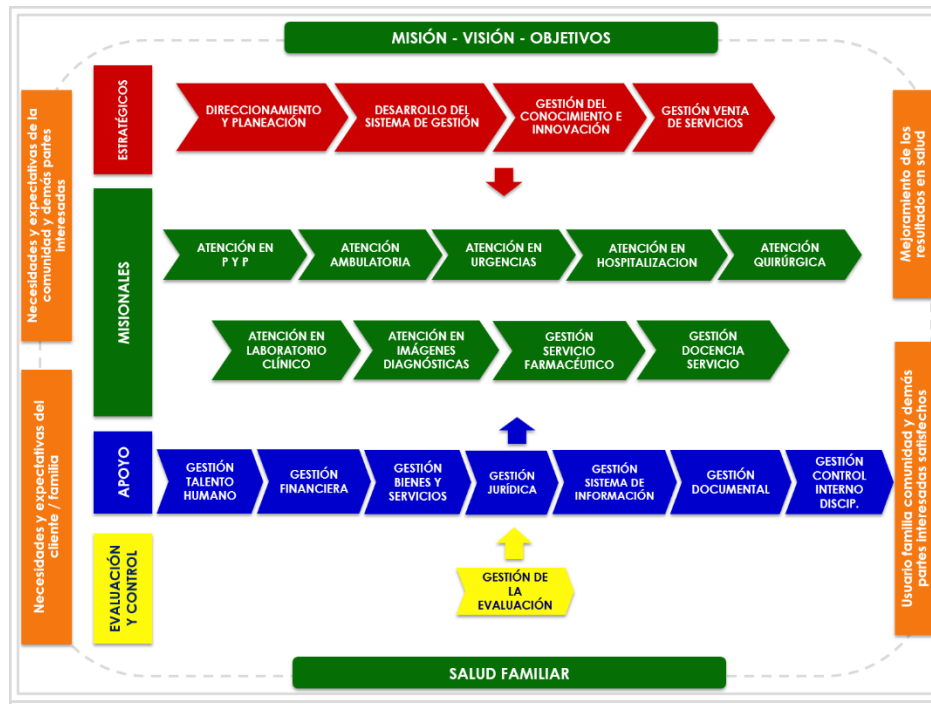 MISIÓN - VISIÓN - OBJETIVOS
Necesidades y expectativas de la
comunidad y demás partes
interesadas
Necesidades y expectativas del
cliente / familia
ESTRATÉGICOS
DIRECCIONAMIENTO
Y PLANEACIÓN
DESARROLLO DEL
SISTEMA DE GESTIÓN
GESTIÓN DEL
CONOCIMIENTO E
INNOVACIÓN
GESTIÓN VENTA
DE SERVICIOS
MISIONALES
ATENCIÓN EN
P Y P
ATENCIÓN
AMBULATORIA
ATENCIÓN EN
URGENCIAS
ATENCIÓN EN
HOSPITALIZACION
ATENCIÓN
QUIRÚRGICA
ATENCIÓN EN
LABORATORIO
CLÍNICO
ATENCIÓN EN
IMÁGENES
DIAGNÓSTICAS
GESTIÓN
SERVICIO
FARMACÉUTICO
GESTIÓN
DOCENCIA
SERVICIO
APOYO
GESTIÓN
TALENTO
HUMANO
GESTIÓN
FINANCIERA
GESTIÓN
BIENES Y
SERVICIOS
GESTIÓN
JURÍDICA
GESTIÓN
SISTEMA DE
INFORMACIÓN
GESTIÓN
DOCUMENTAL
GESTIÓN
CONTROL
INTERNO
DISCIP.
EVALUACIÓN
Y CONTROL
GESTIÓN DE
LA
EVALUACIÓN
Mejoramiento de los
resultados en salud
Usuario familia comunidad y demás
partes interesadas satisfechos
SALUD FAMILIAR